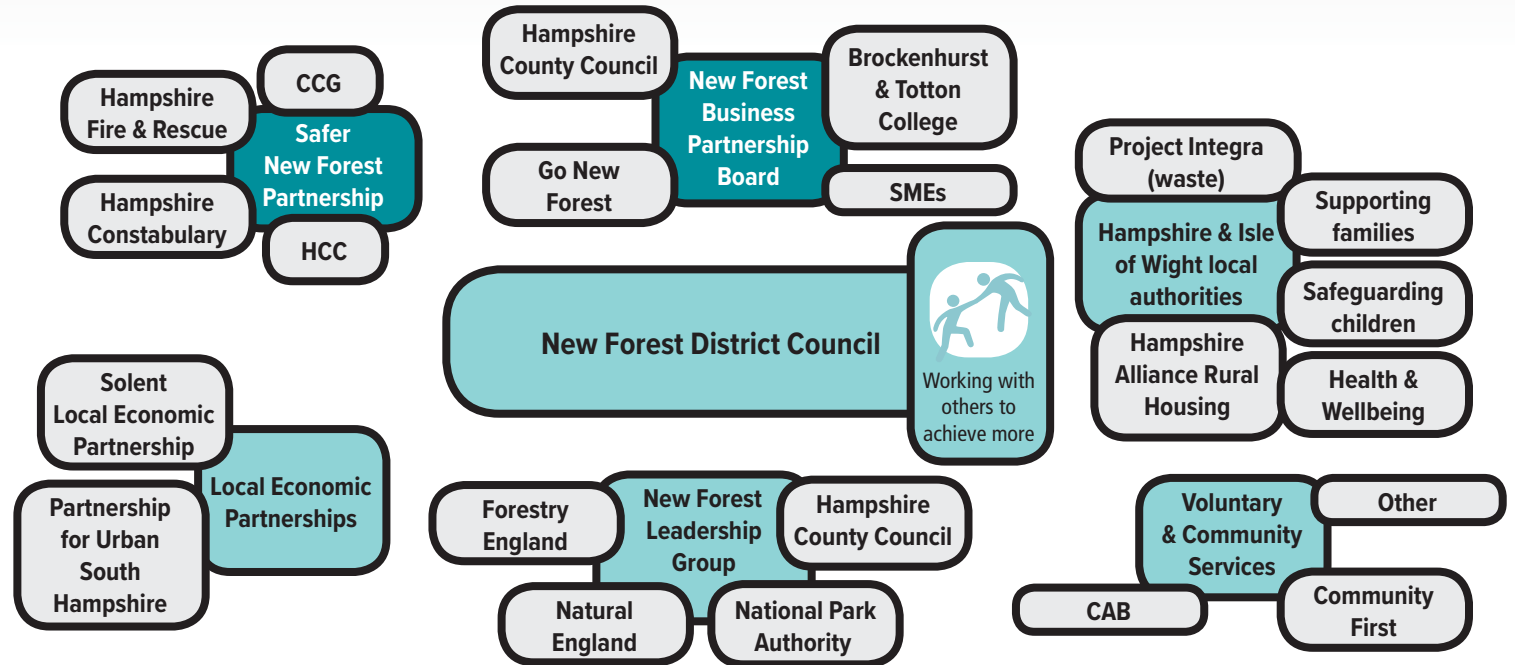 CCG
Hampshire
Fire & Rescue
Safer
New Forest
Partnership
Hampshire
Constabulary
HCC
Hampshire
County Council
New Forest
Business
Partnership
Board
Brockenhurst
& Totton
College
Go New
Forest
SMEs
Project Integra
(waste)
Hampshire & Isle
of Wight local
authorities
Supporting
families
Safeguarding
children
Hampshire
Alliance Rural
Housing
Health &
Wellbeing
New Forest District Council
Working with
others to
achieve more
Solent
Local Economic
Partnership
Local Economic
Partnerships
Partnership
for Urban
South
Hampshire
Forestry
England
New Forest
Leadership
Group
Hampshire
County Council
Natural
England
National Park
Authority
Voluntary
& Community
Services
Other
CAB
Community
First